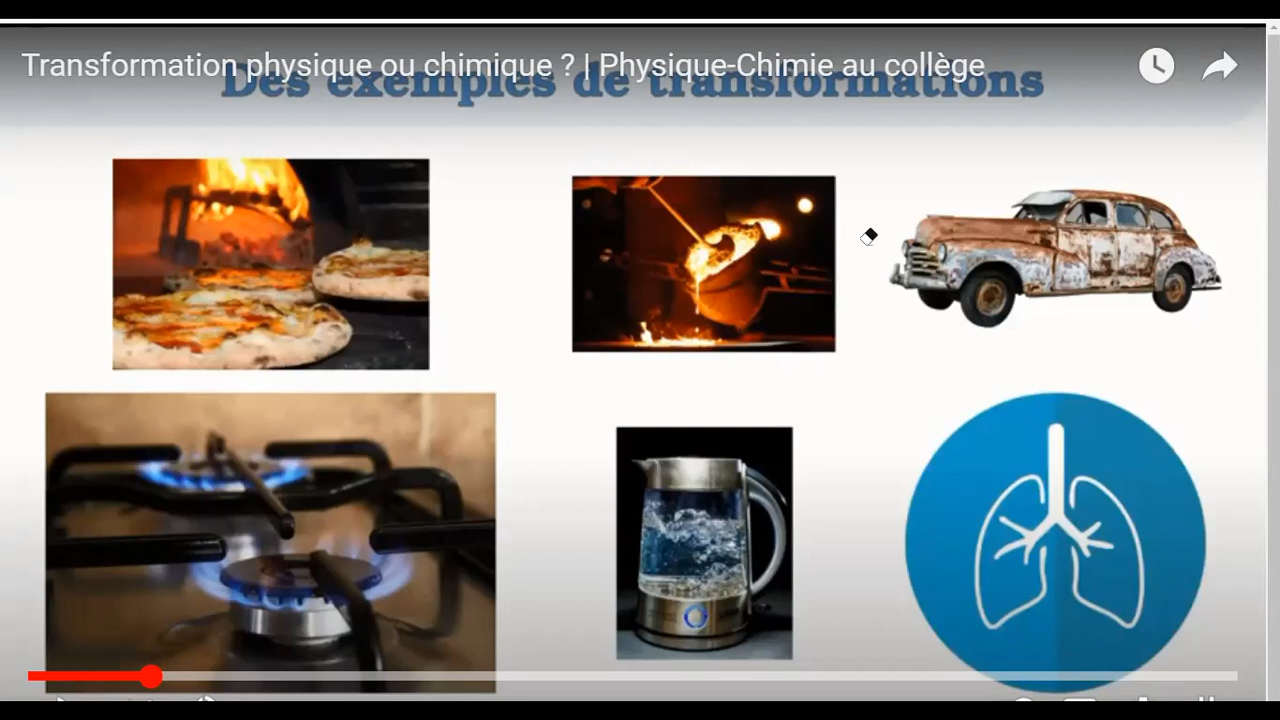 Transformation physique ou chimique ? | Physique-Chimie au collège
Des exemples de transformations